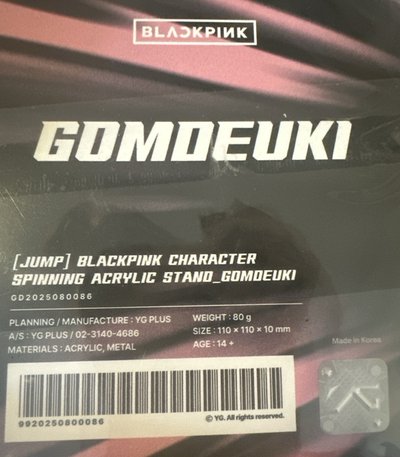 BLACKPINK
GOMDEUKI
[JUMP] BLACKPINK CHARACTER
SPINNING ACRYLIC STAND_GOMDEUKI
GD2025080086
PLANNING / MANUFACTURE : YG PLUS
A/S : YG PLUS / 02-3140-4686
MATERIALS : ACRYLIC, METAL
WEIGHT : 80 g
SIZE : 110 × 110 × 10 mm
AGE : 14 +
Made in Korea
9920250800086
© YG. All rights reserved.